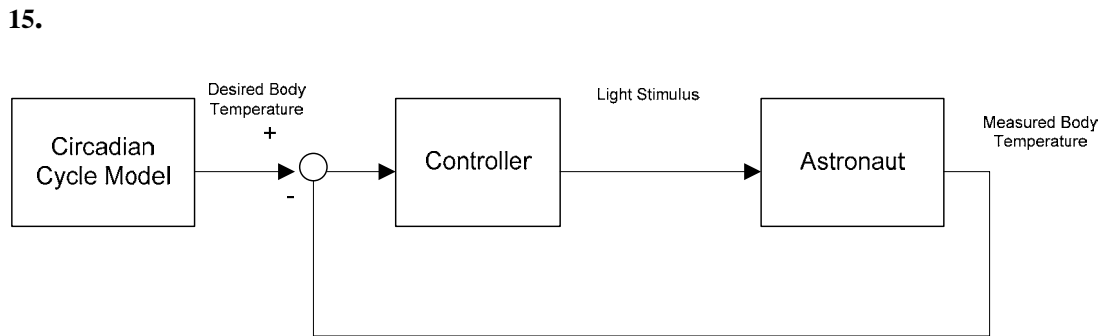 15.
Desired Body
Temperature
+
-
Circadian
Cycle Model
Controller
Light Stimulus
Astronaut
Measured Body
Temperature